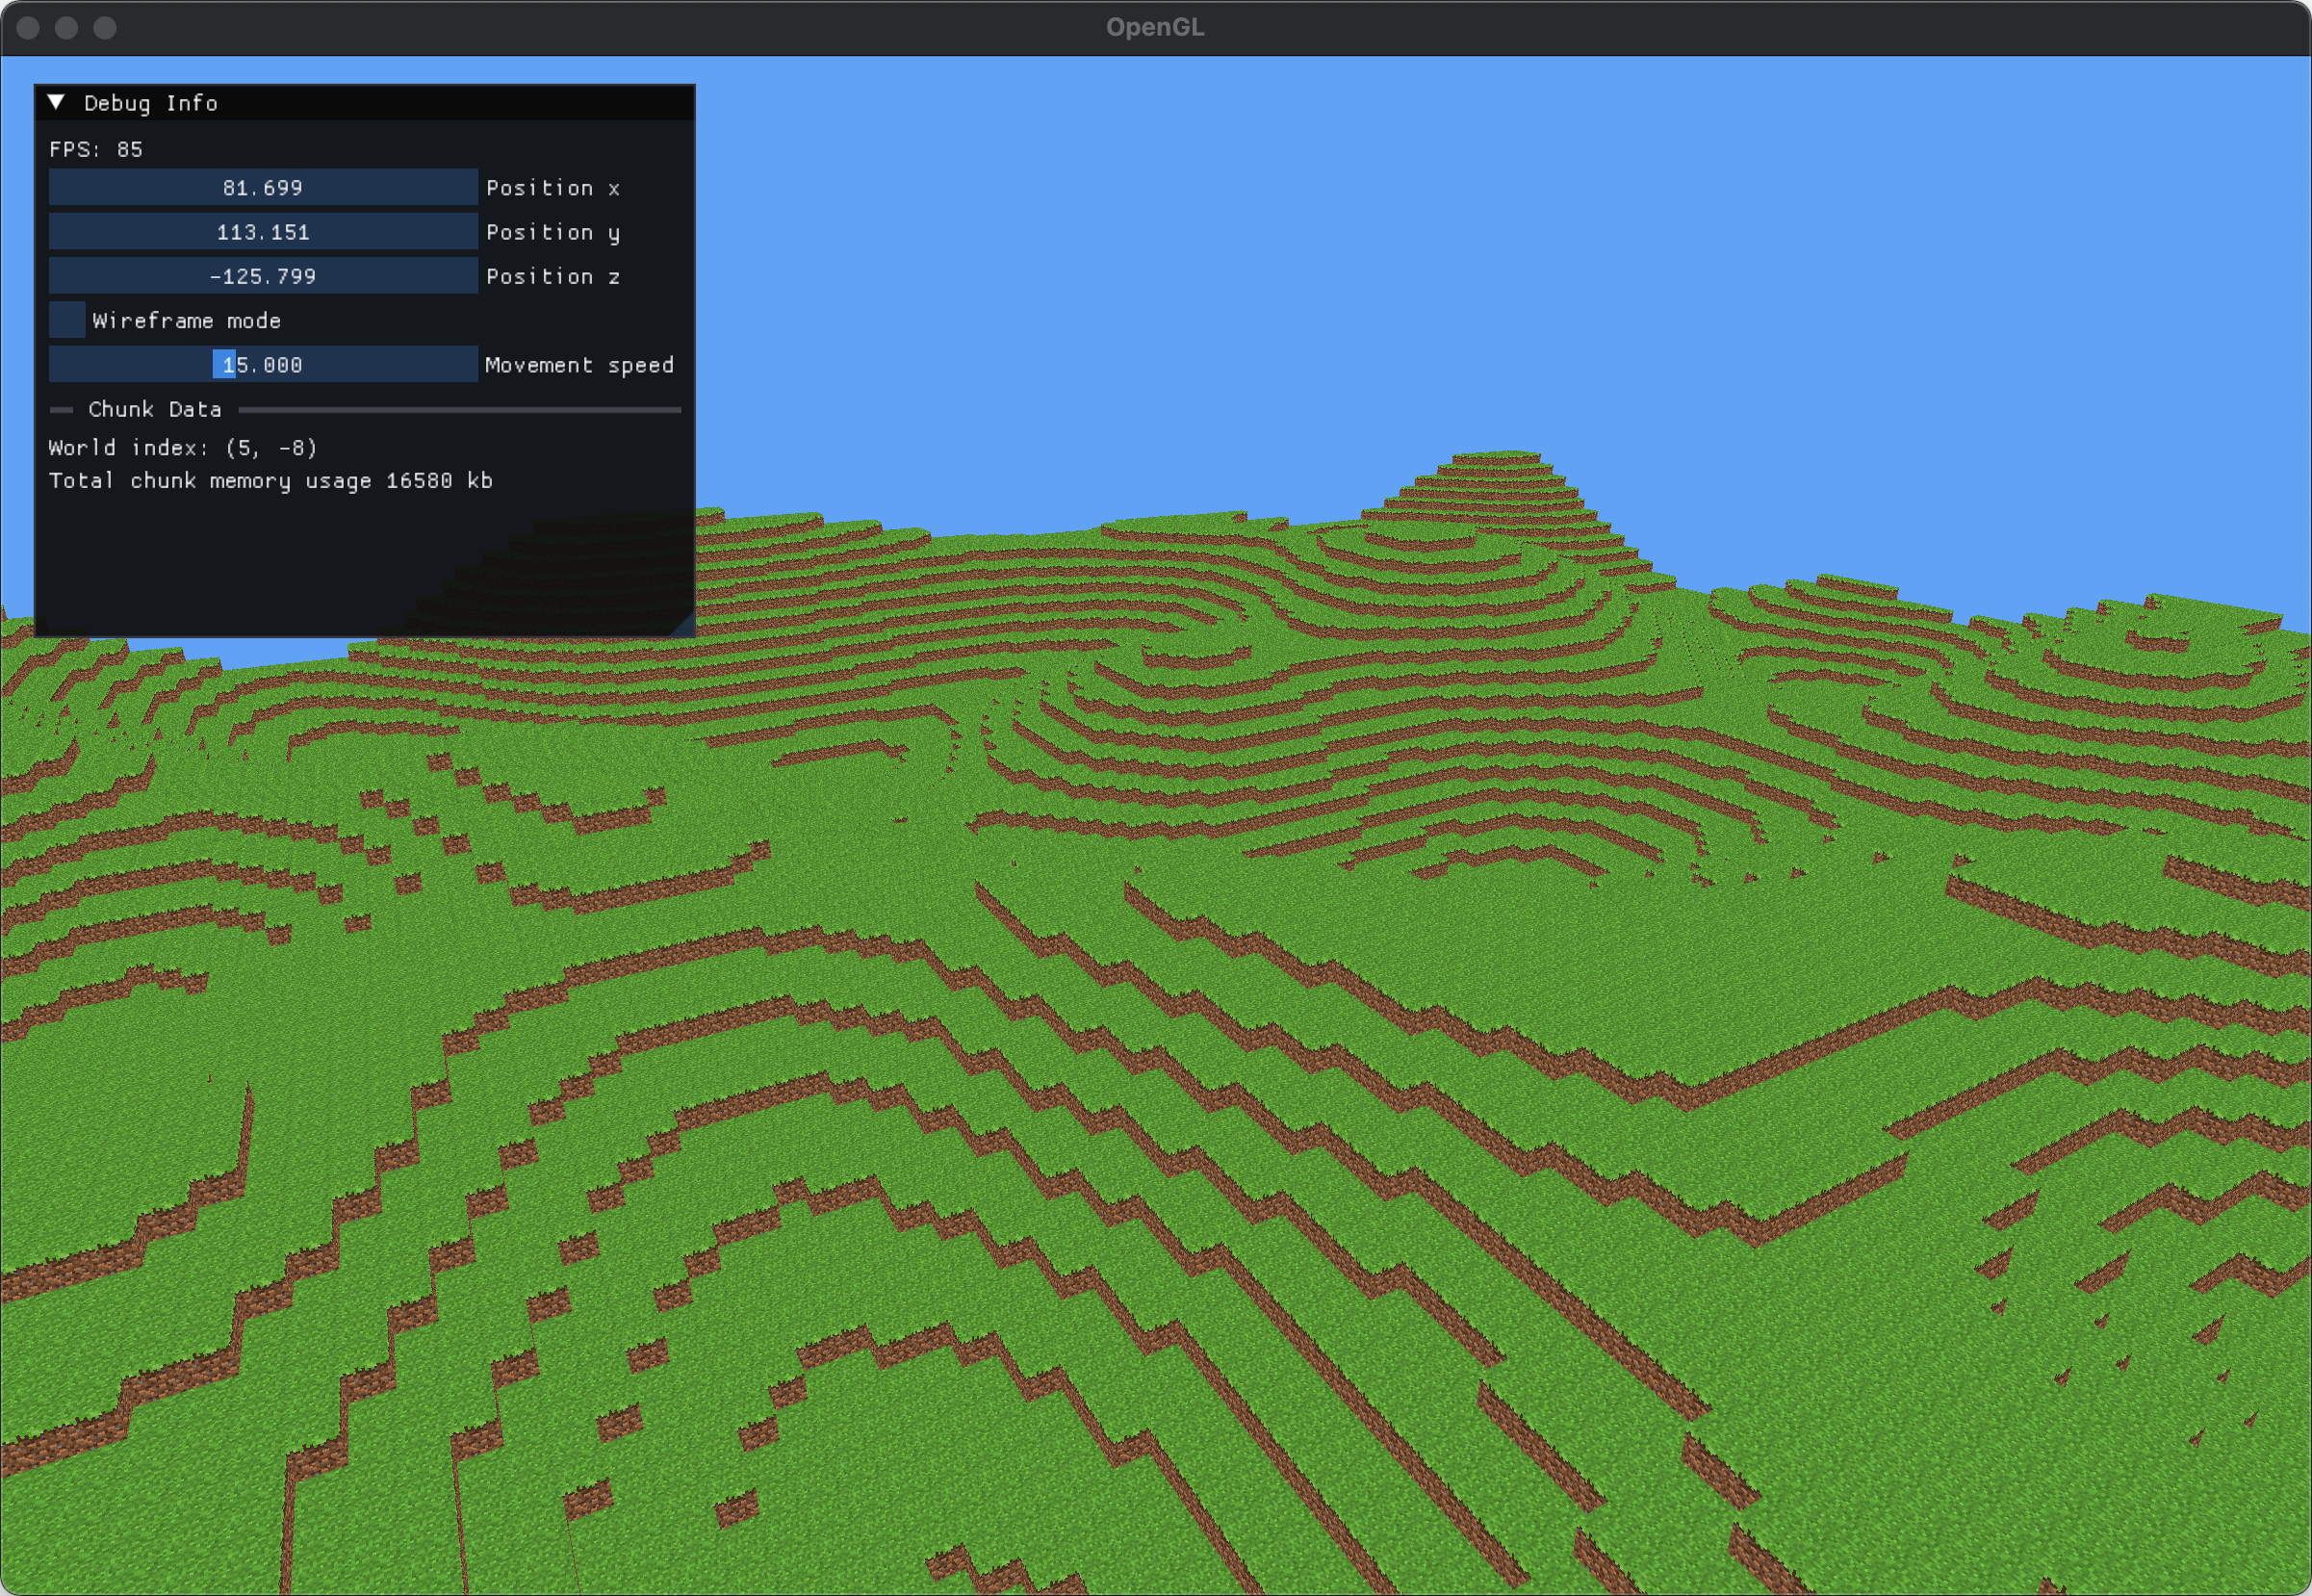 OpenGL
Debug Info
FPS: 85
81.699 Position x
113.151 Position y
-125.799 Position z
Wireframe mode
15.000 Movement speed
Chunk Data
World index: (5, -8)
Total chunk memory usage 16580 kb